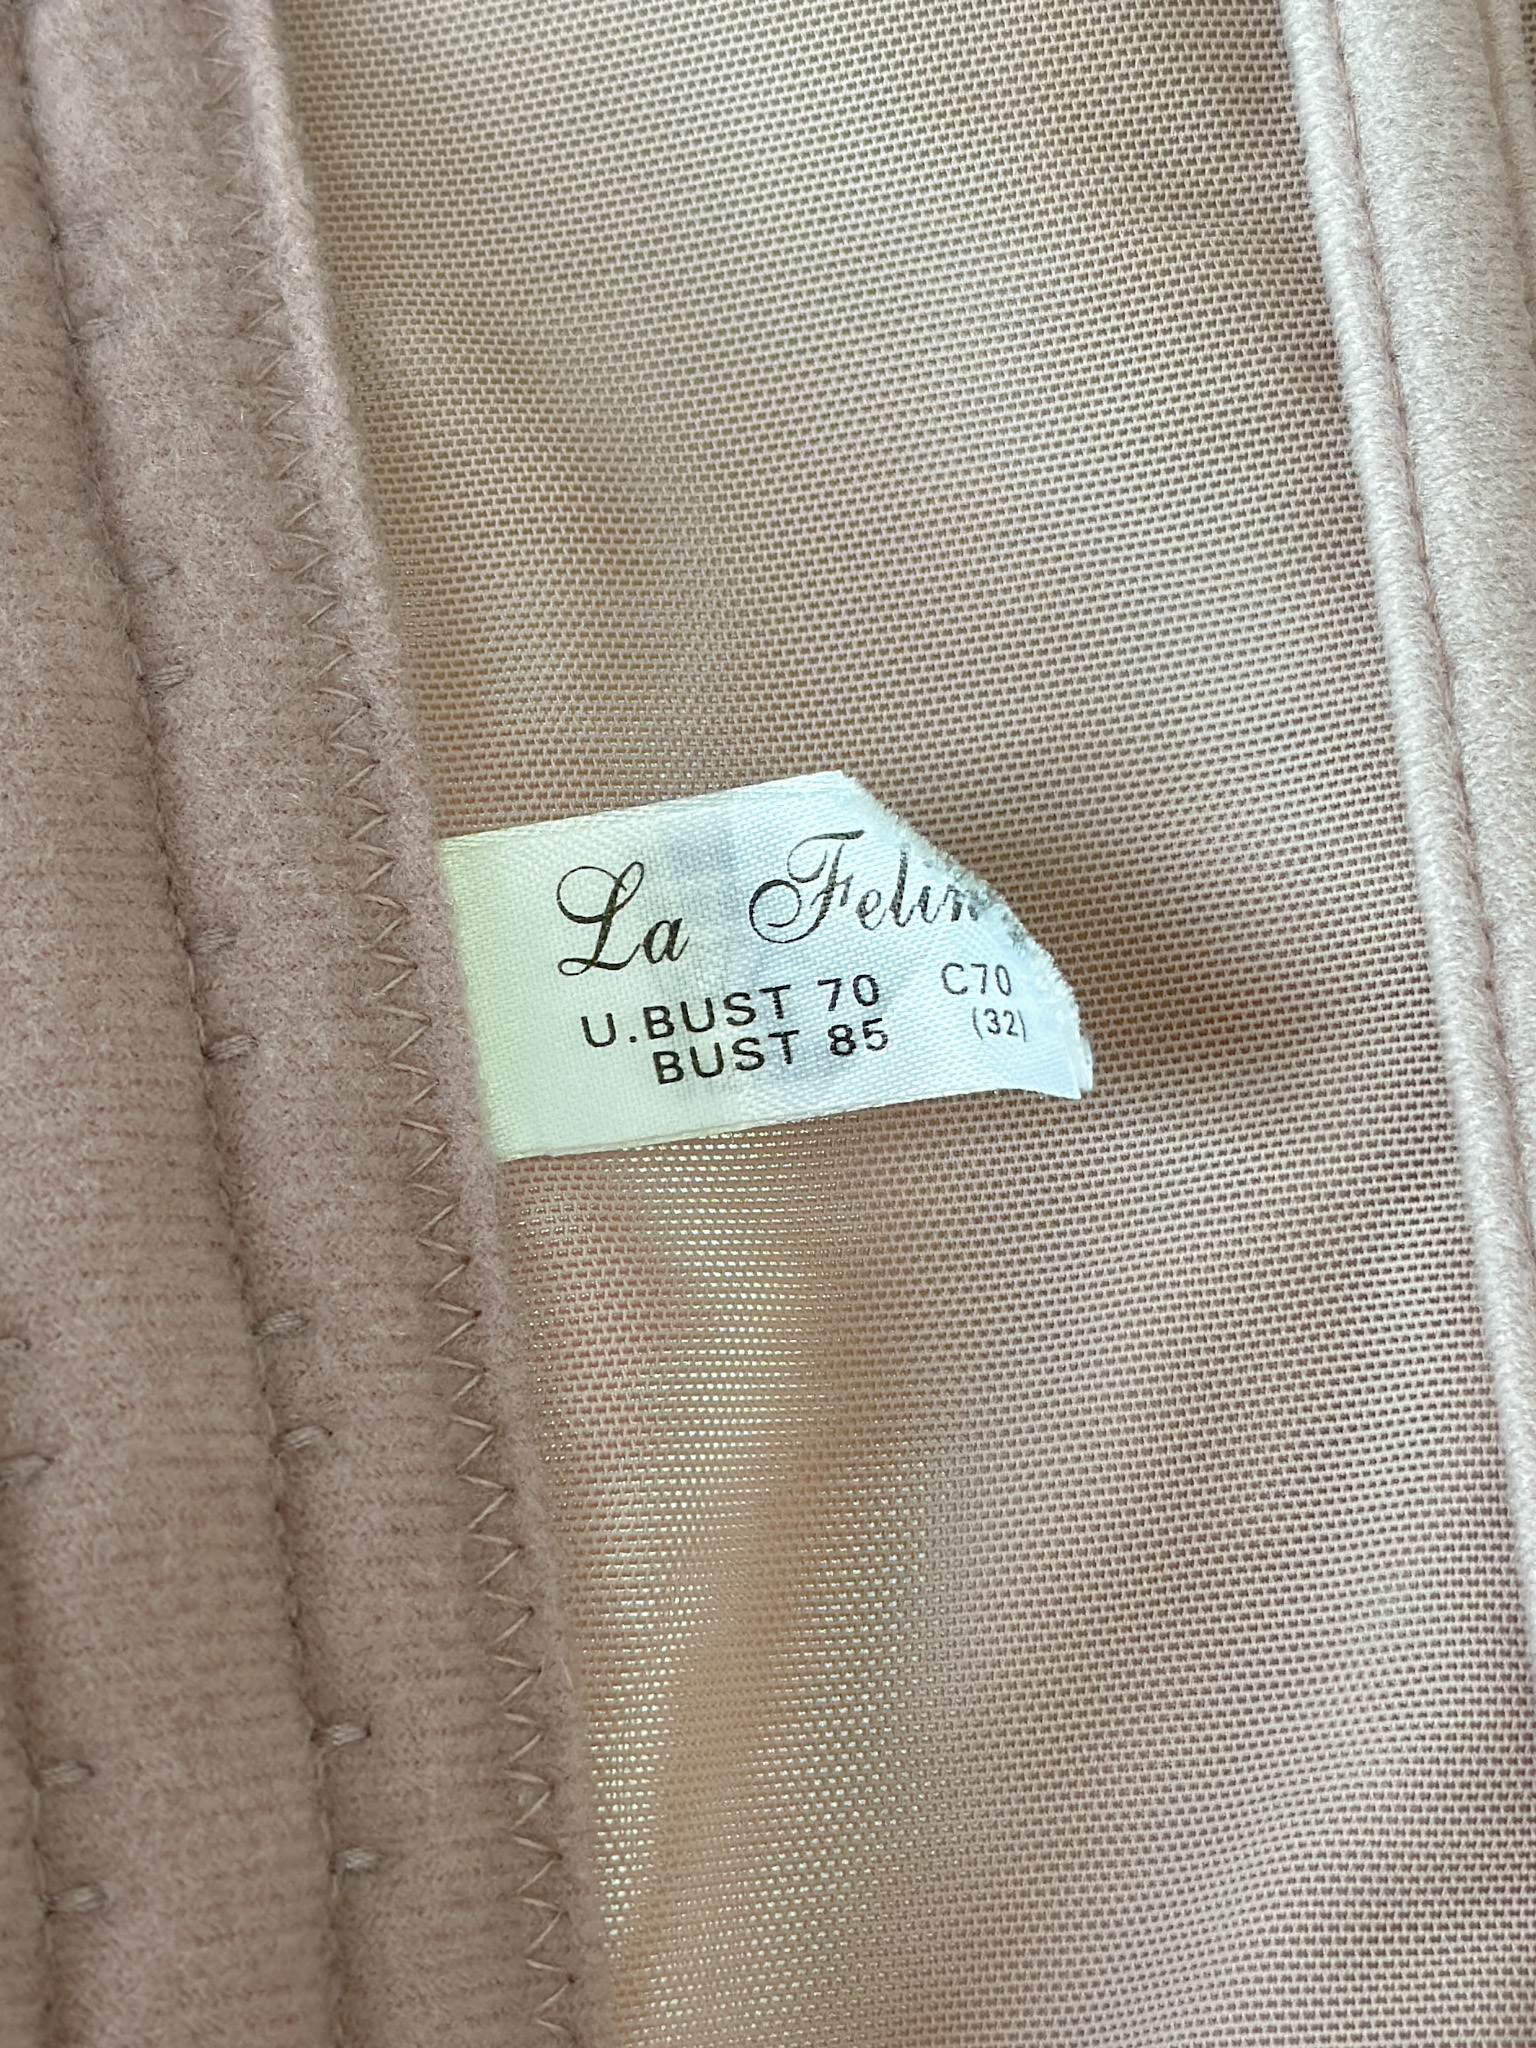 La Felin
U.BUST 70 C70
BUST 85 (32)